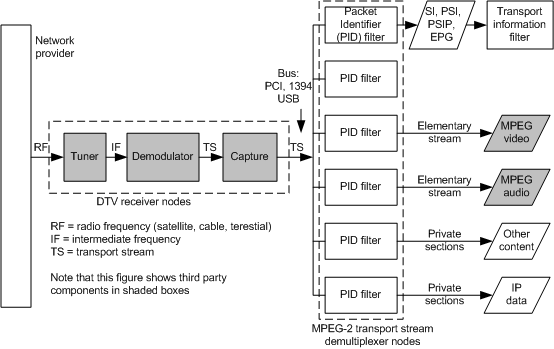 Network
provider
RF
Tuner
IF
Demodulator
TS
Capture
TS
DTV receiver nodes
RF = radio frequency (satellite, cable, terestial)
IF = intermediate frequency
TS = transport stream
Note that this figure shows third party
components in shaded boxes
Bus:
PCI, 1394
USB
Packet
Identifier
(PID) filter
SI, PSI,
PSIP,
EPG
Transport
information
filter
PID filter
PID filter
Elementary
stream
MPEG
video
PID filter
Elementary
stream
MPEG
audio
PID filter
Private
sections
Other
content
PID filter
Private
sections
IP
data
MPEG-2 transport stream
demultiplexer nodes